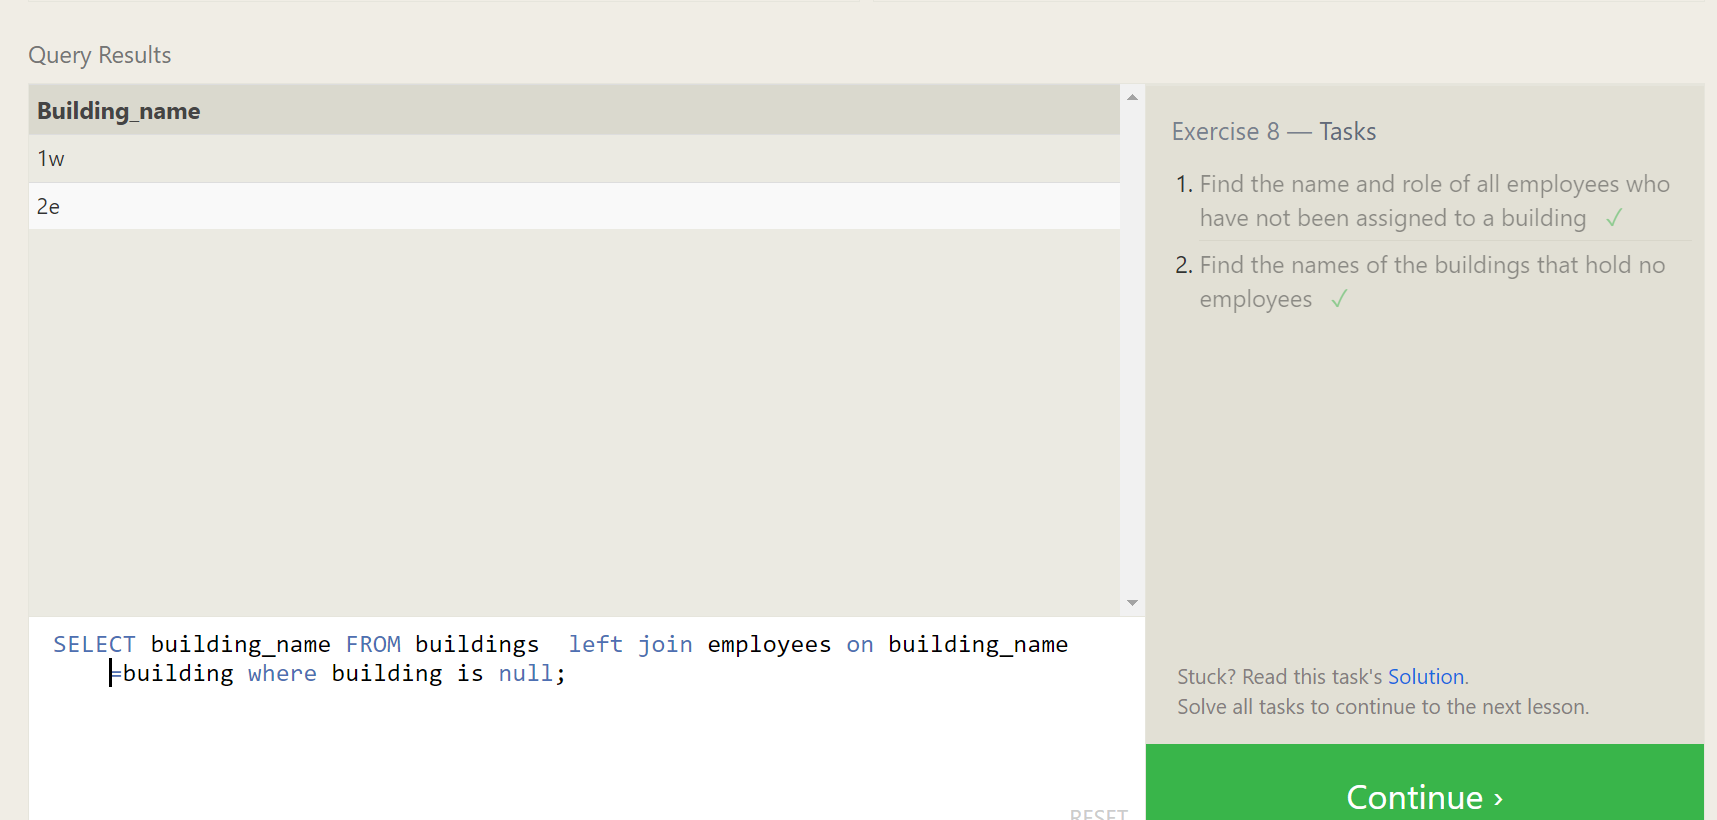 Query Results
Building_name
1w
2e
Exercise 8 — Tasks
1. Find the name and role of all employees who
have not been assigned to a building ✓
2. Find the names of the buildings that hold no
employees ✓
SELECT building_name FROM buildings  left join employees on building_name
=building where building is null;
Stuck? Read this task's Solution.
Solve all tasks to continue to the next lesson.
RESET
Continue ›